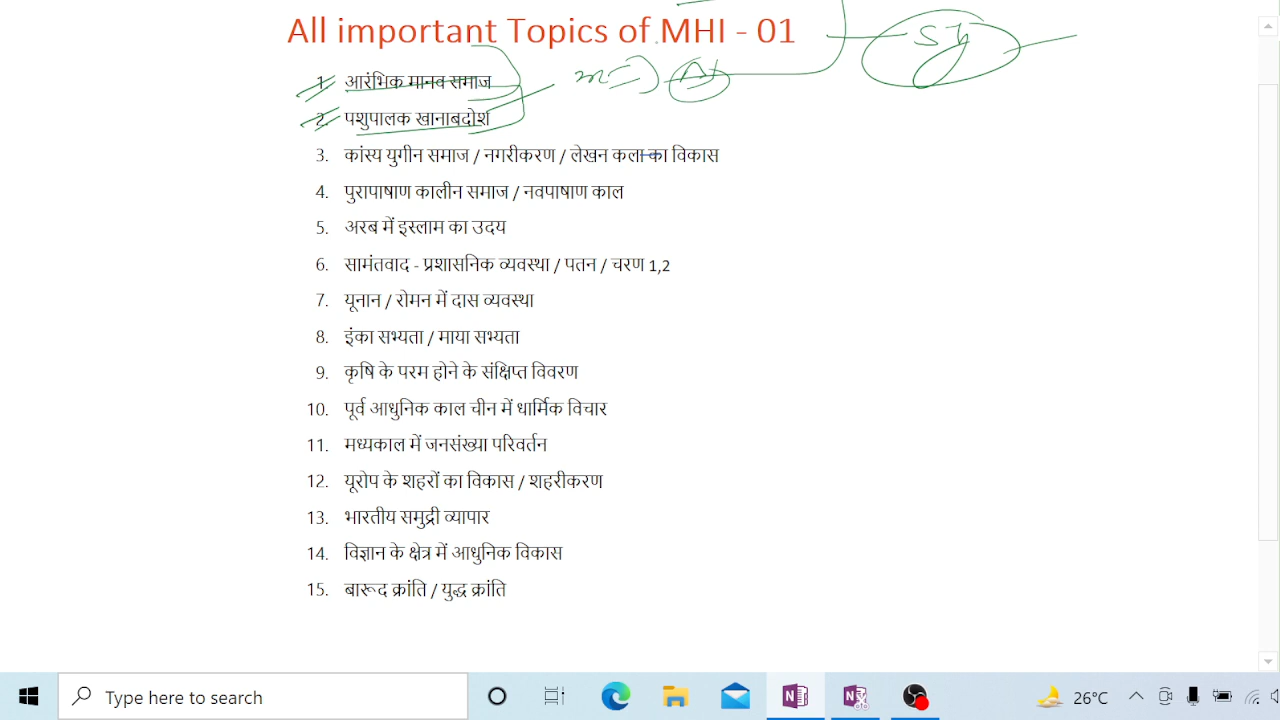 All important Topics of MHI - 01
1. आरंभिक मानव समाज
2. पशुपालक खानाबदोश
3. कांस्य युगीन समाज / नगरीकरण / लेखन कला का विकास
4. पुरापाषाण कालीन समाज / नवपाषाण काल
5. अरब में इस्लाम का उदय
6. सामंतवाद - प्रशासनिक व्यवस्था / पतन / चरण 1,2
7. यूनान / रोमन में दास व्यवस्था
8. इंका सभ्यता / माया सभ्यता
9. कृषि के परम होने के संक्षिप्त विवरण
10. पूर्व आधुनिक काल चीन में धार्मिक विचार
11. मध्यकाल में जनसंख्या परिवर्तन
12. यूरोप के शहरों का विकास / शहरीकरण
13. भारतीय समुद्री व्यापार
14. विज्ञान के क्षेत्र में आधुनिक विकास
15. बारूद क्रांति / युद्ध क्रांति
Type here to search
26°C